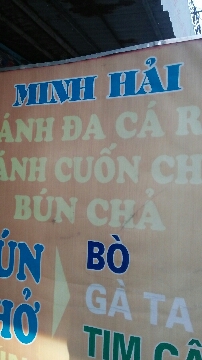 MINH HẢI
ÁNH ĐA CÁ R
ÁNH CUỐN CH
BÚN CHẢ
ÚN
HỞ
BÒ
GÀ TA
TIM